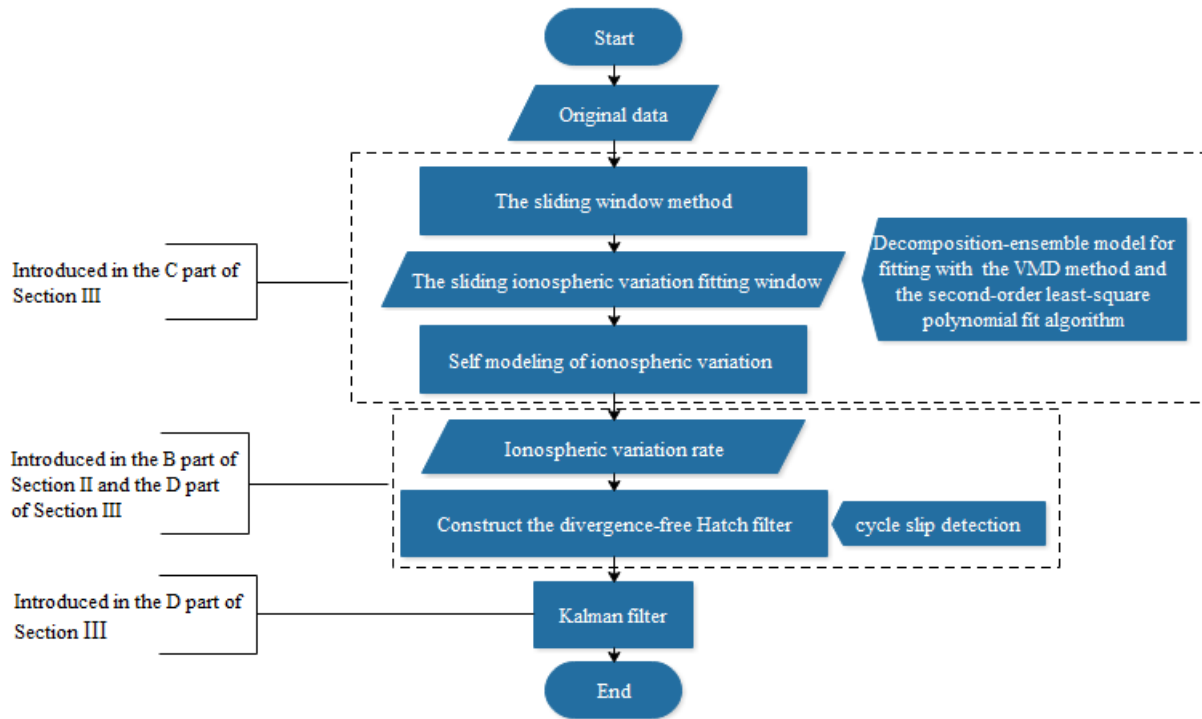 Start
Original data
The sliding window method
The sliding ionospheric variation fitting window
Decomposition-ensemble model for
fitting with the VMD method and
the second-order least-square
polynomial fit algorithm
Introduced in the C part of
Section III
Self modeling of ionospheric variation
Ionospheric variation rate
Introduced in the B part of
Section II and the D part
of Section III
Construct the divergence-free Hatch filter
cycle slip detection
Introduced in the D part of
Section III
Kalman filter
End